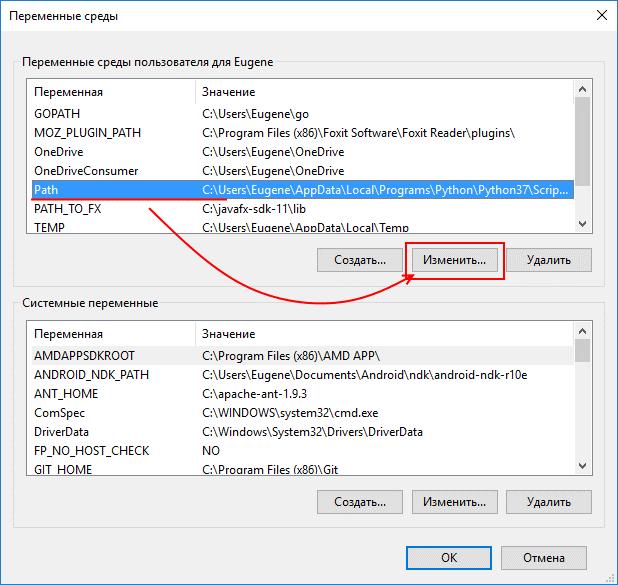 Переменные среды
Переменные среды пользователя для Eugene
Переменная Значение
GOPATH C:\Users\Eugene\go
MOZ_PLUGIN_PATH C:\Program Files (x86)\Foxit Software\Foxit Reader\plugins\
OneDrive C:\Users\Eugene\OneDrive
OneDriveConsumer C:\Users\Eugene\OneDrive
Path C:\Users\Eugene\AppData\Local\Programs\Python\Python37\Scrip...
PATH_TO_FX C:\javafx-sdk-11\lib
TEMP C:\Users\Eugene\AppData\Local\Temp
Создать... Изменить... Удалить
Системные переменные
Переменная Значение
AMDAPPSDKROOT C:\Program Files (x86)\AMD APP\
ANDROID_NDK_PATH C:\Users\Eugene\Documents\Android\ndk\android-ndk-r10e
ANT_HOME C:\apache-ant-1.9.3
ComSpec C:\WINDOWS\system32\cmd.exe
DriverData C:\Windows\System32\Drivers\DriverData
FP_NO_HOST_CHECK NO
GIT_HOME C:\Program Files (x86)\Git
Создать... Изменить... Удалить
OK Отмена